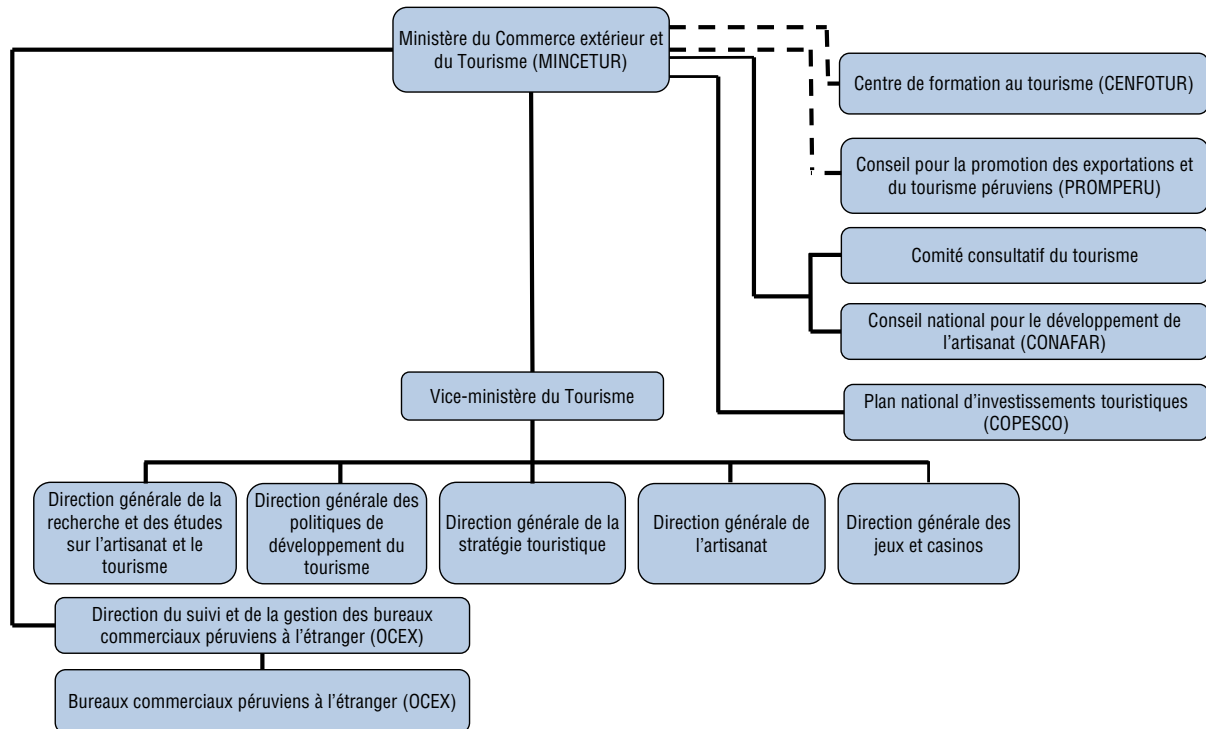 Ministère du Commerce extérieur et
du Tourisme (MINCETUR)
Centre de formation au tourisme (CENFOTUR)
Conseil pour la promotion des exportations et
du tourisme péruviens (PROMPERU)
Comité consultatif du tourisme
Conseil national pour le développement de
l’artisanat (CONAFAR)
Plan national d’investissements touristiques
(COPESCO)
Vice-ministère du Tourisme
Direction générale de la
recherche et des études
sur l’artisanat et le
tourisme
Direction générale des
politiques de
développement du
tourisme
Direction générale de la
stratégie touristique
Direction générale de
l’artisanat
Direction générale des
jeux et casinos
Direction du suivi et de la gestion des bureaux
commerciaux péruviens à l’étranger (OCEX)
Bureaux commerciaux péruviens à l’étranger (OCEX)